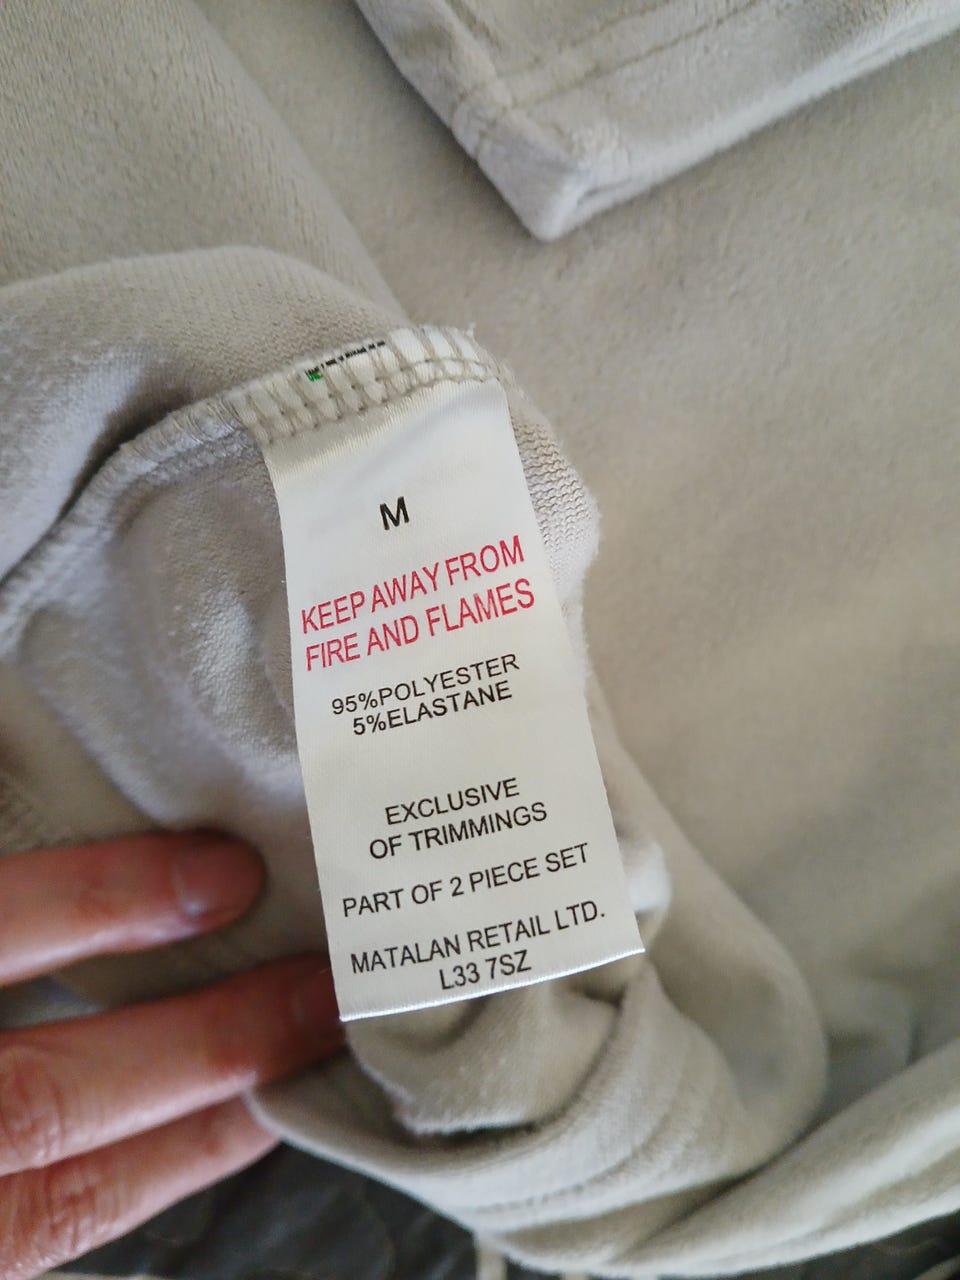 M
KEEP AWAY FROM
FIRE AND FLAMES
95%POLYESTER
5%ELASTANE
EXCLUSIVE
OF TRIMMINGS
PART OF 2 PIECE SET
MATALAN RETAIL LTD.
L33 7SZ